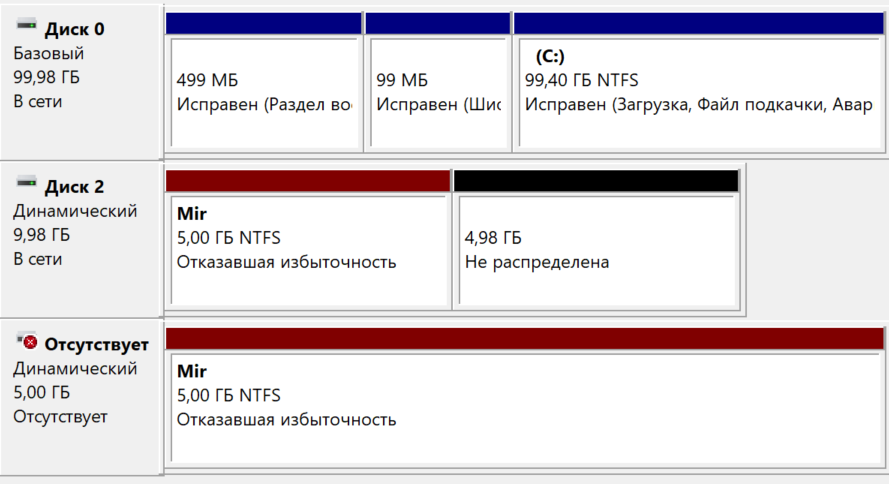 Диск 0
Базовый
99,98 ГБ
В сети
499 МБ
Исправен (Раздел во
99 МБ
Исправен (Шис
(C:)
99,40 ГБ NTFS
Исправен (Загрузка, Файл подкачки, Авар
Диск 2
Динамический
9,98 ГБ
В сети
Mir
5,00 ГБ NTFS
Отказавшая избыточность
4,98 ГБ
Не распределена
Отсутствует
Динамический
5,00 ГБ
Отсутствует
Mir
5,00 ГБ NTFS
Отказавшая избыточность